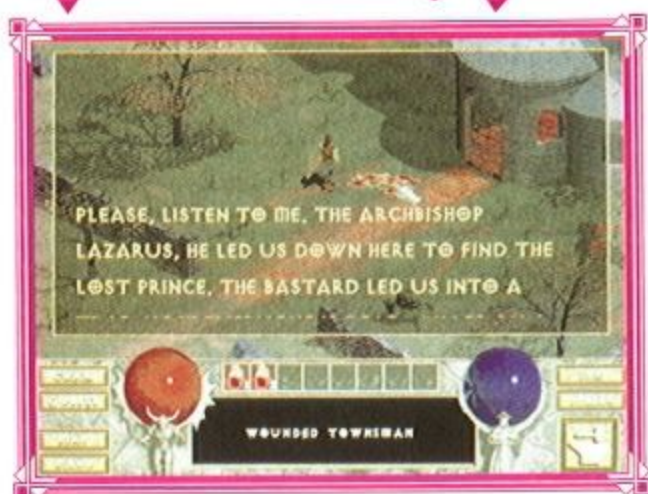 PLEASE, LISTEN TO ME, THE ARCHBISHOP
LAZARUS, HE LED US DOWN HERE TO FIND THE
LOST PRINCE, THE BASTARD LED US INTO A
WOUNDED TOWNSMAN